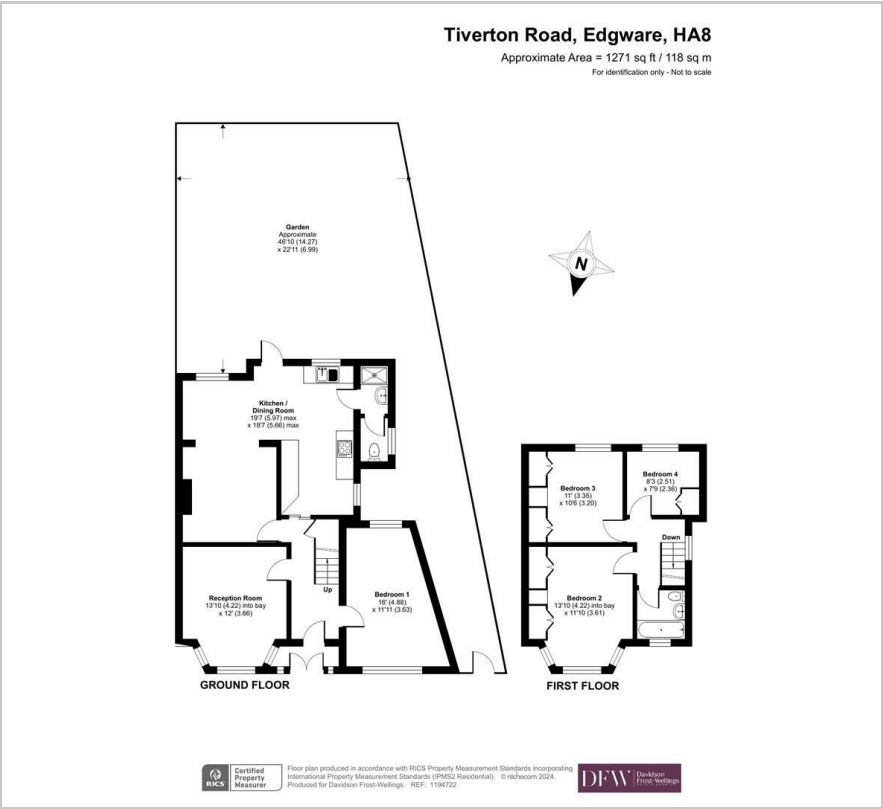 Tiverton Road, Edgware, HA8
Approximate Area = 1271 sq ft / 118 sq m
For identification only - Not to scale
Garden
Approximate
46'10 (14.27)
x 22'11 (6.99)
N
Kitchen /
Dining Room
19'7 (5.97) max
x 18'7 (5.66) max
Bedroom 3
11' (3.35)
x 10'6 (3.20)
Bedroom 4
8'3 (2.51)
x 7'9 (2.36)
Down
Up
Reception Room
13'10 (4.22) into bay
x 12' (3.66)
Bedroom 1
16' (4.88)
x 11'11 (3.63)
Bedroom 2
13'10 (4.22) into bay
x 11'10 (3.61)
GROUND FLOOR
FIRST FLOOR
RICS
Certified
Property
Measurer
Floor plan produced in accordance with RICS Property Measurement Standards incorporating
International Property Measurement Standards (IPMS2 Residential). © nichecom 2024.
Produced for Davidson Frost-Wellings. REF: 1194722
DFW
Davidson
Frost-Wellings